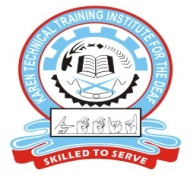 KAREN TECHNICAL TRAINING INSTITUTE FOR THE DEAF
SKILLED TO SERVE